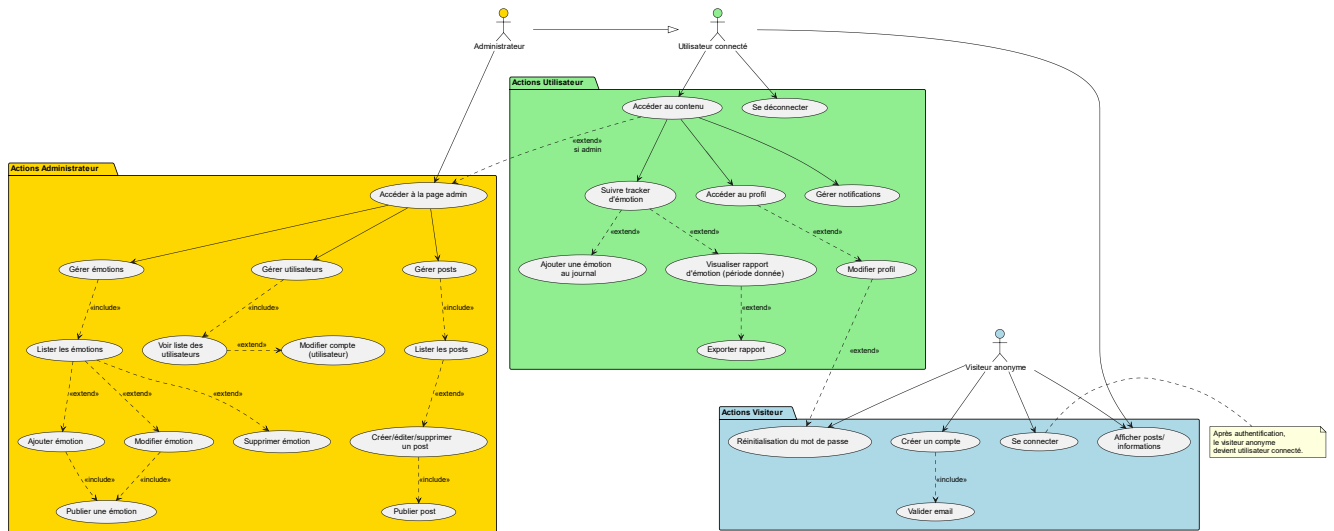 Administrateur
Utilisateur connecté
Actions Utilisateur
Accéder au contenu
Se déconnecter
«extend»
si admin
Actions Administrateur
Accéder à la page admin
Suivre tracker
d'émotion
Accéder au profil
Gérer notifications
«extend»
«extend»
«extend»
Gérer émotions
Gérer utilisateurs
Gérer posts
Ajouter une émotion
au journal
Visualiser rapport
d'émotion (période donnée)
Modifier profil
«include»
«include»
«include»
«extend»
Lister les émotions
Voir liste des
utilisateurs
«extend»
Modifier compte
(utilisateur)
Lister les posts
Exporter rapport
«extend»
Visiteur anonyme
«extend»
«extend»
«extend»
«extend»
Actions Visiteur
Ajouter émotion
Modifier émotion
Supprimer émotion
Créer/éditer/supprimer
un post
Réinitialisation du mot de passe
Créer un compte
Se connecter
Afficher posts/
informations
Après authentification,
le visiteur anonyme
devient utilisateur connecté.
«include»
«include»
«include»
«include»
Publier une émotion
Publier post
Valider email